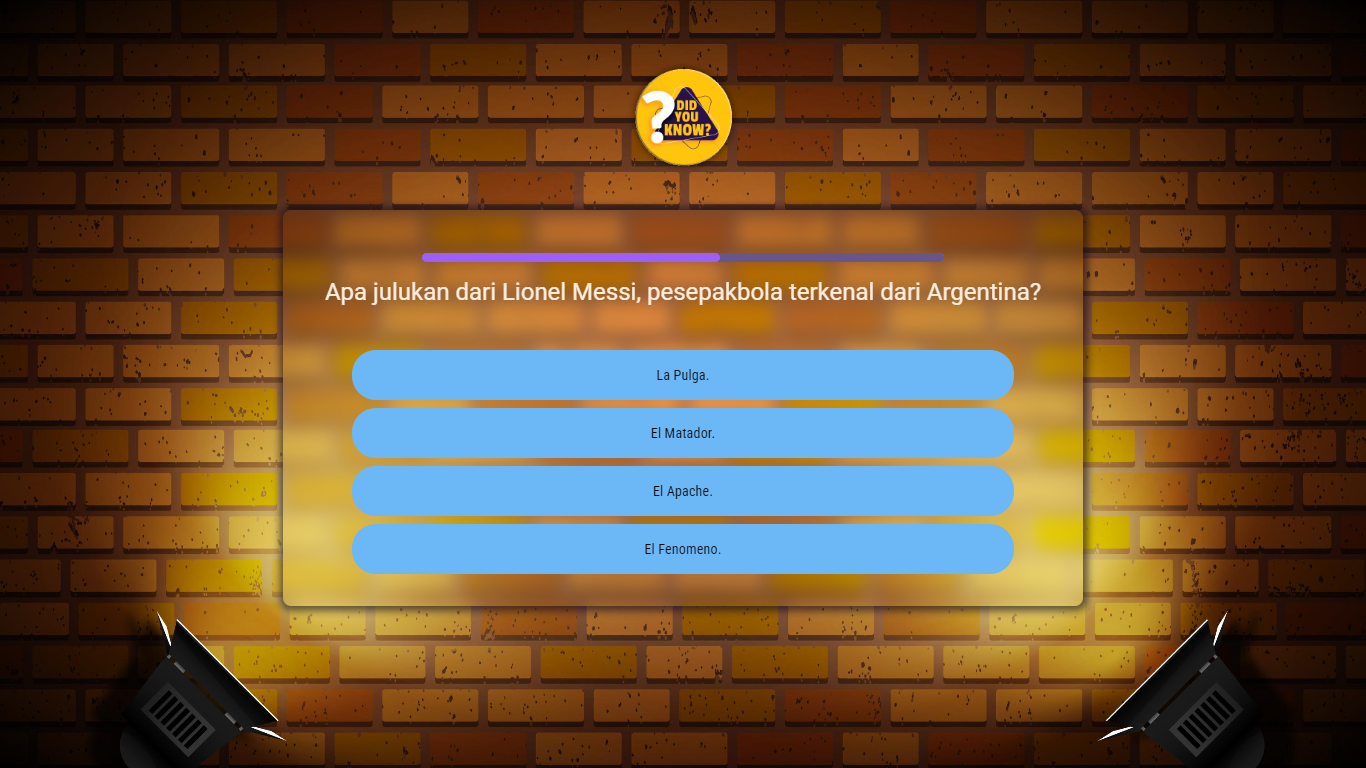 ? DID
YOU
KNOW?
Apa julukan dari Lionel Messi, pesepakbola terkenal dari Argentina?
La Pulga.
El Matador.
El Apache.
El Fenomeno.